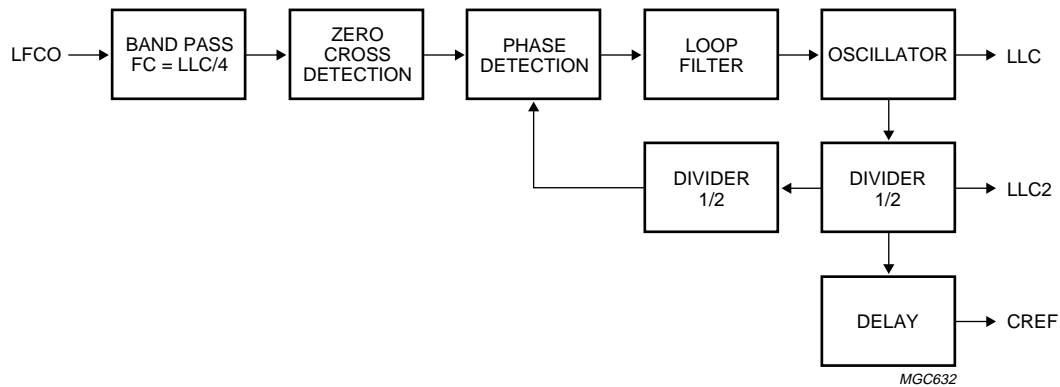 LFCO
BAND PASS
FC = LLC/4
ZERO
CROSS
DETECTION
PHASE
DETECTION
LOOP
FILTER
OSCILLATOR
LLC
DIVIDER
1/2
DIVIDER
1/2
LLC2
DELAY
CREF
MGC632